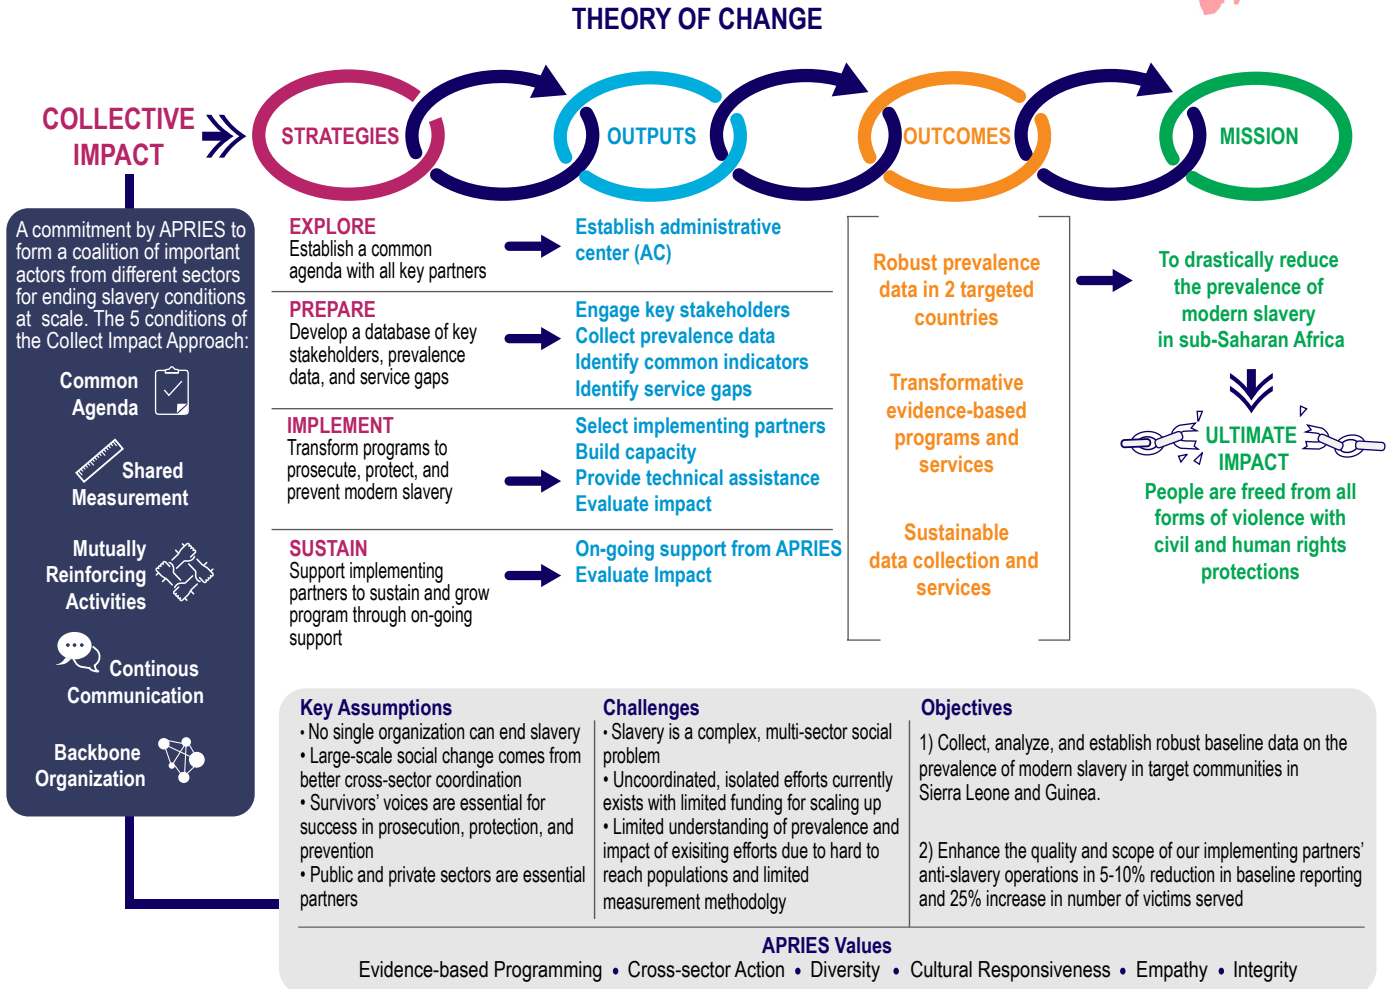 THEORY OF CHANGE
COLLECTIVE
IMPACT
STRATEGIES
OUTPUTS
OUTCOMES
MISSION
A commitment by APRIES to
form a coalition of important
actors from different sectors
for ending slavery conditions
at scale. The 5 conditions of
the Collect Impact Approach:
Common
Agenda
Shared
Measurement
Mutually
Reinforcing
Activities
Continous
Communication
Backbone
Organization
EXPLORE
Establish a common
agenda with all key partners
Establish administrative
center (AC)
PREPARE
Develop a database of key
stakeholders, prevalence
data, and service gaps
Engage key stakeholders
Collect prevalence data
Identify common indicators
Identify service gaps
IMPLEMENT
Transform programs to
prosecute, protect, and
prevent modern slavery
Select implementing partners
Build capacity
Provide technical assistance
Evaluate impact
SUSTAIN
Support implementing
partners to sustain and grow
program through on-going
support
On-going support from APRIES
Evaluate Impact
Robust prevalence
data in 2 targeted
countries
Transformative
evidence-based
programs and
services
Sustainable
data collection and
services
To drastically reduce
the prevalence of
modern slavery
in sub-Saharan Africa
ULTIMATE
IMPACT
People are freed from all
forms of violence with
civil and human rights
protections
Key Assumptions
• No single organization can end slavery
• Large-scale social change comes from
better cross-sector coordination
• Survivors' voices are essential for
success in prosecution, protection, and
prevention
• Public and private sectors are essential
partners
Challenges
• Slavery is a complex, multi-sector social
problem
• Uncoordinated, isolated efforts currently
exists with limited funding for scaling up
• Limited understanding of prevalence and
impact of exisiting efforts due to hard to
reach populations and limited
measurement methodolgy
Objectives
1) Collect, analyze, and establish robust baseline data on the
prevalence of modern slavery in target communities in
Sierra Leone and Guinea.
2) Enhance the quality and scope of our implementing partners'
anti-slavery operations in 5-10% reduction in baseline reporting
and 25% increase in number of victims served
APRIES Values
Evidence-based Programming • Cross-sector Action • Diversity • Cultural Responsiveness • Empathy • Integrity